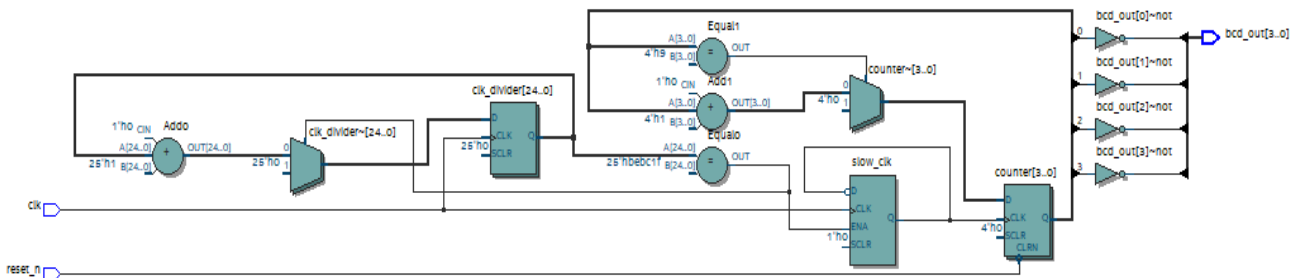 Equal1
A[3..0]
4'h9 B[3..0]
=
OUT
1'h0 CIN
Add1
A[3..0]
4'h1 B[3..0]
+
OUT[3..0]
counter~[3..0]
0
4'h0 1
bcd_out[0]~not
0
bcd_out[1]~not
1
bcd_out[2]~not
2
bcd_out[3]~not
3
bcd_out[3..0]
1'h0 CIN
Add0
A[24..0]
25'h1 B[24..0]
+
OUT[24..0]
clk_divider~[24..0]
0
25'h0 1
clk_divider[24..0]
D
CLK
25'h0 SCLR
Q
Equal0
A[24..0]
25'hbebc1f B[24..0]
=
OUT
slow_clk
D
CLK
ENA
1'h0 SCLR
Q
counter[3..0]
D
CLK
4'h0 SCLR
CLRN
Q
clk
reset_n